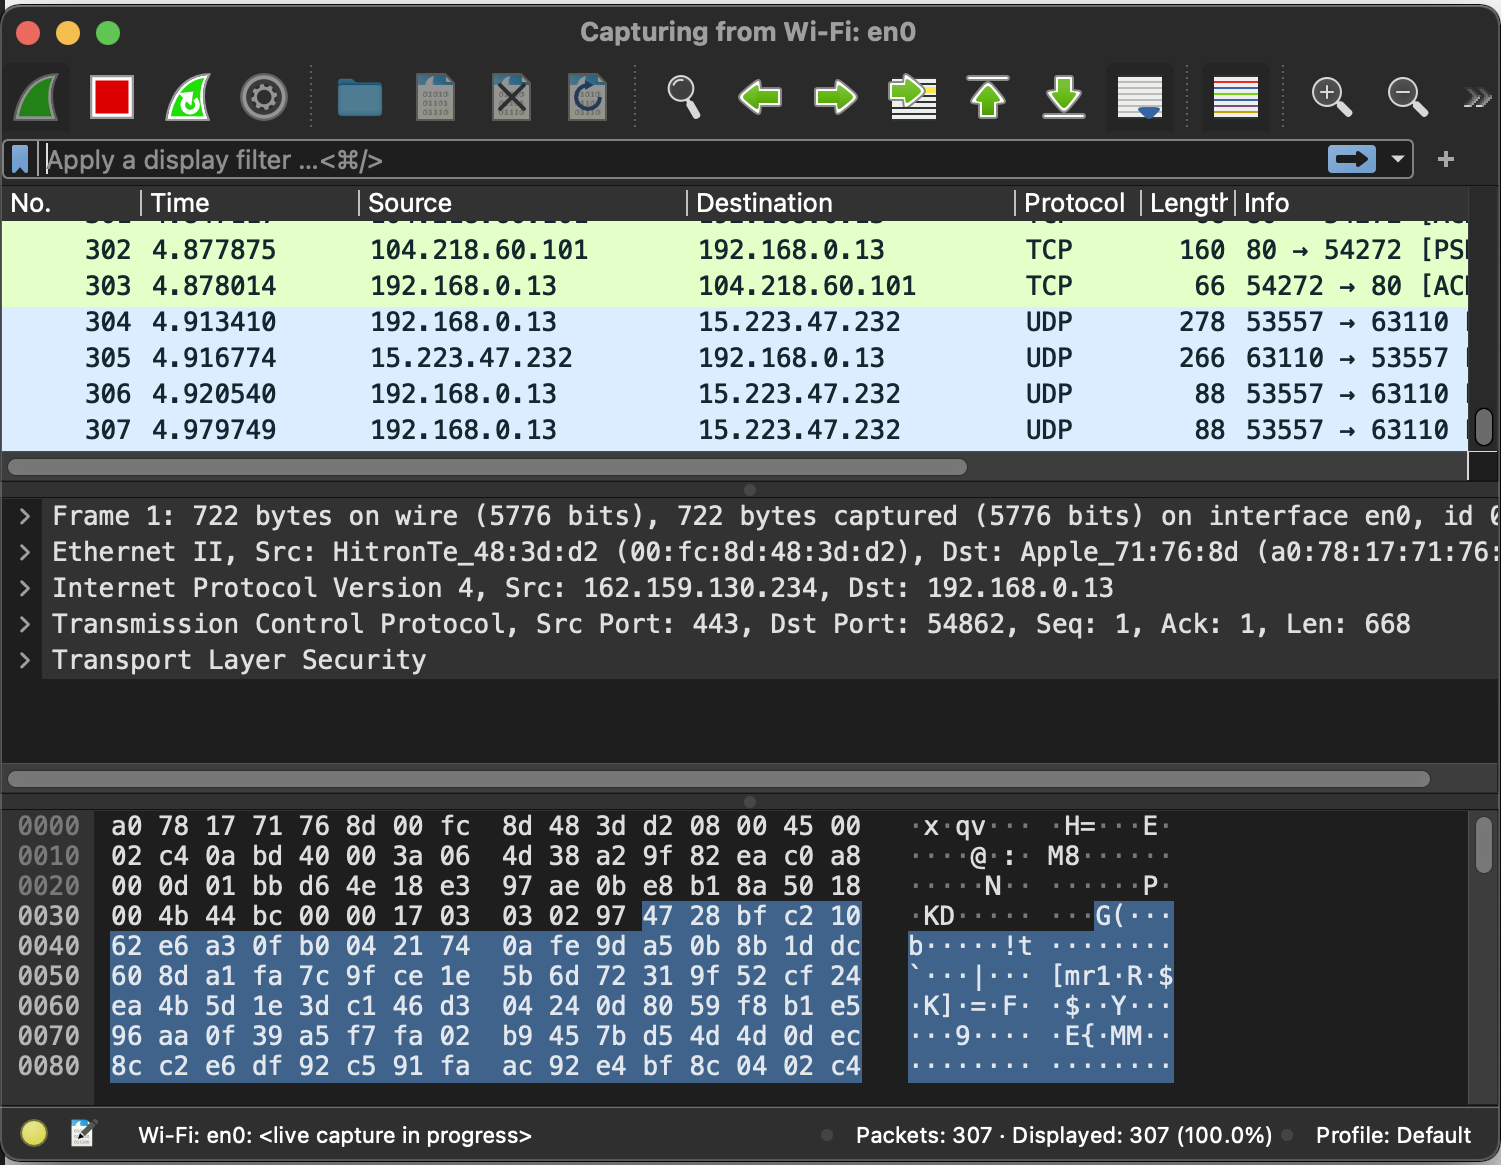 Capturing from Wi-Fi: en0
Apply a display filter ...<⌘/>
No. Time Source Destination Protocol Length Info
302 4.877875 104.218.60.101 192.168.0.13 TCP 160 80 → 54272 [PS
303 4.878014 192.168.0.13 104.218.60.101 TCP 66 54272 → 80 [AC
304 4.913410 192.168.0.13 15.223.47.232 UDP 278 53557 → 63110
305 4.916774 15.223.47.232 192.168.0.13 UDP 266 63110 → 53557
306 4.920540 192.168.0.13 15.223.47.232 UDP 88 53557 → 63110
307 4.979749 192.168.0.13 15.223.47.232 UDP 88 53557 → 63110
Frame 1: 722 bytes on wire (5776 bits), 722 bytes captured (5776 bits) on interface en0, id
Ethernet II, Src: HitronTe_48:3d:d2 (00:fc:8d:48:3d:d2), Dst: Apple_71:76:8d (a0:78:17:71:76:
Internet Protocol Version 4, Src: 162.159.130.234, Dst: 192.168.0.13
Transmission Control Protocol, Src Port: 443, Dst Port: 54862, Seq: 1, Ack: 1, Len: 668
Transport Layer Security
0000 a0 78 17 71 76 8d 00 fc 8d 48 3d d2 08 00 45 00 ·x·qv··· ·H=···E·
0010 02 c4 0a bd 40 00 3a 06 4d 38 a2 9f 82 ea c0 a8 ····@·:· M8······
0020 00 0d 01 bb d6 4e 18 e3 97 ae 0b e8 b1 8a 50 18 ·····N·· ······P·
0030 00 4b 44 bc 00 00 17 03 03 02 97 47 28 bf c2 10 ·KD····· ···G(···
0040 62 e6 a3 0f b0 04 21 74 0a fe 9d a5 0b 8b 1d dc b·····!t ········
0050 60 8d a1 fa 7c 9f ce 1e 5b 6d 72 31 9f 52 cf 24 `···|··· [mr1·R·$
0060 ea 4b 5d 1e 3d c1 46 d3 04 24 0d 80 59 f8 b1 e5 ·K]·=·F· ·$··Y···
0070 96 aa 0f 39 a5 f7 fa 02 b9 45 7b d5 4d 4d 0d ec ···9···· ·E{·MM··
0080 8c c2 e6 df 92 c5 91 fa ac 92 e4 bf 8c 04 02 c4 ········ ········
Wi-Fi: en0: <live capture in progress> Packets: 307 · Displayed: 307 (100.0%) Profile: Default